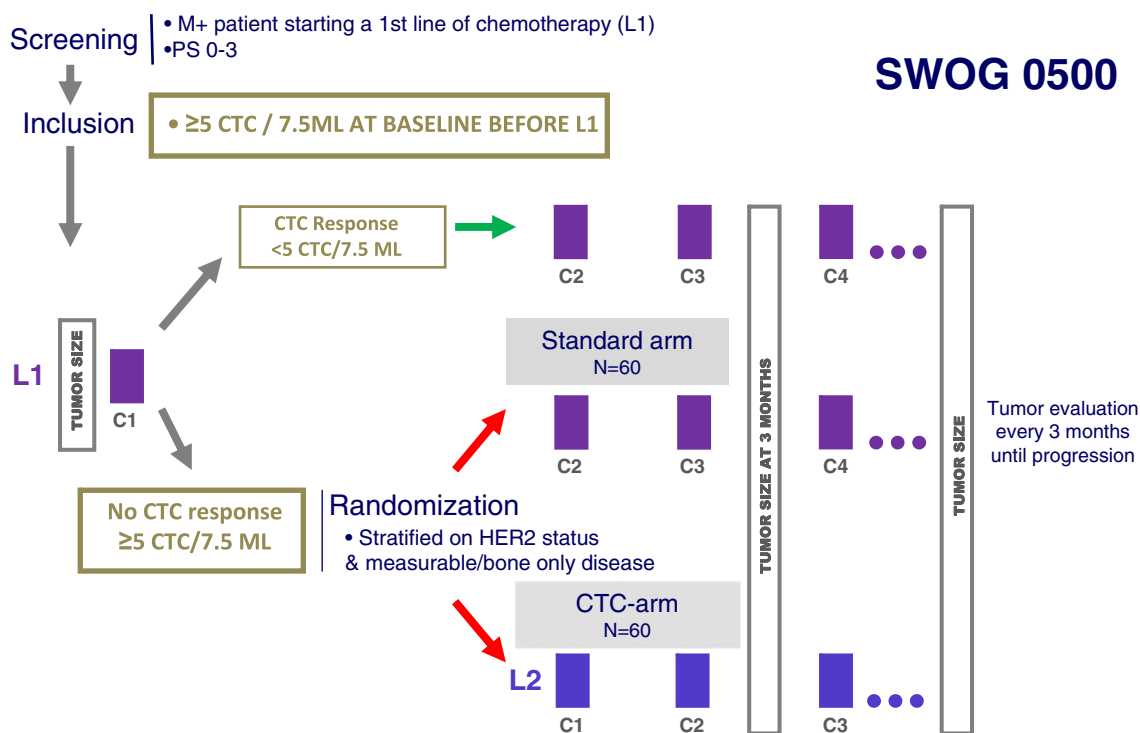 Screening
• M+ patient starting a 1st line of chemotherapy (L1)
•PS 0-3
SWOG 0500
Inclusion
• ≥5 CTC / 7.5ML AT BASELINE BEFORE L1
CTC Response
<5 CTC/7.5 ML
C2
C3
C4
L1
TUMOR SIZE
C1
Standard arm
N=60
C2
C3
C4
TUMOR SIZE AT 3 MONTHS
TUMOR SIZE
Tumor evaluation
every 3 months
until progression
No CTC response
≥5 CTC/7.5 ML
Randomization
• Stratified on HER2 status
& measurable/bone only disease
CTC-arm
N=60
L2
C1
C2
C3